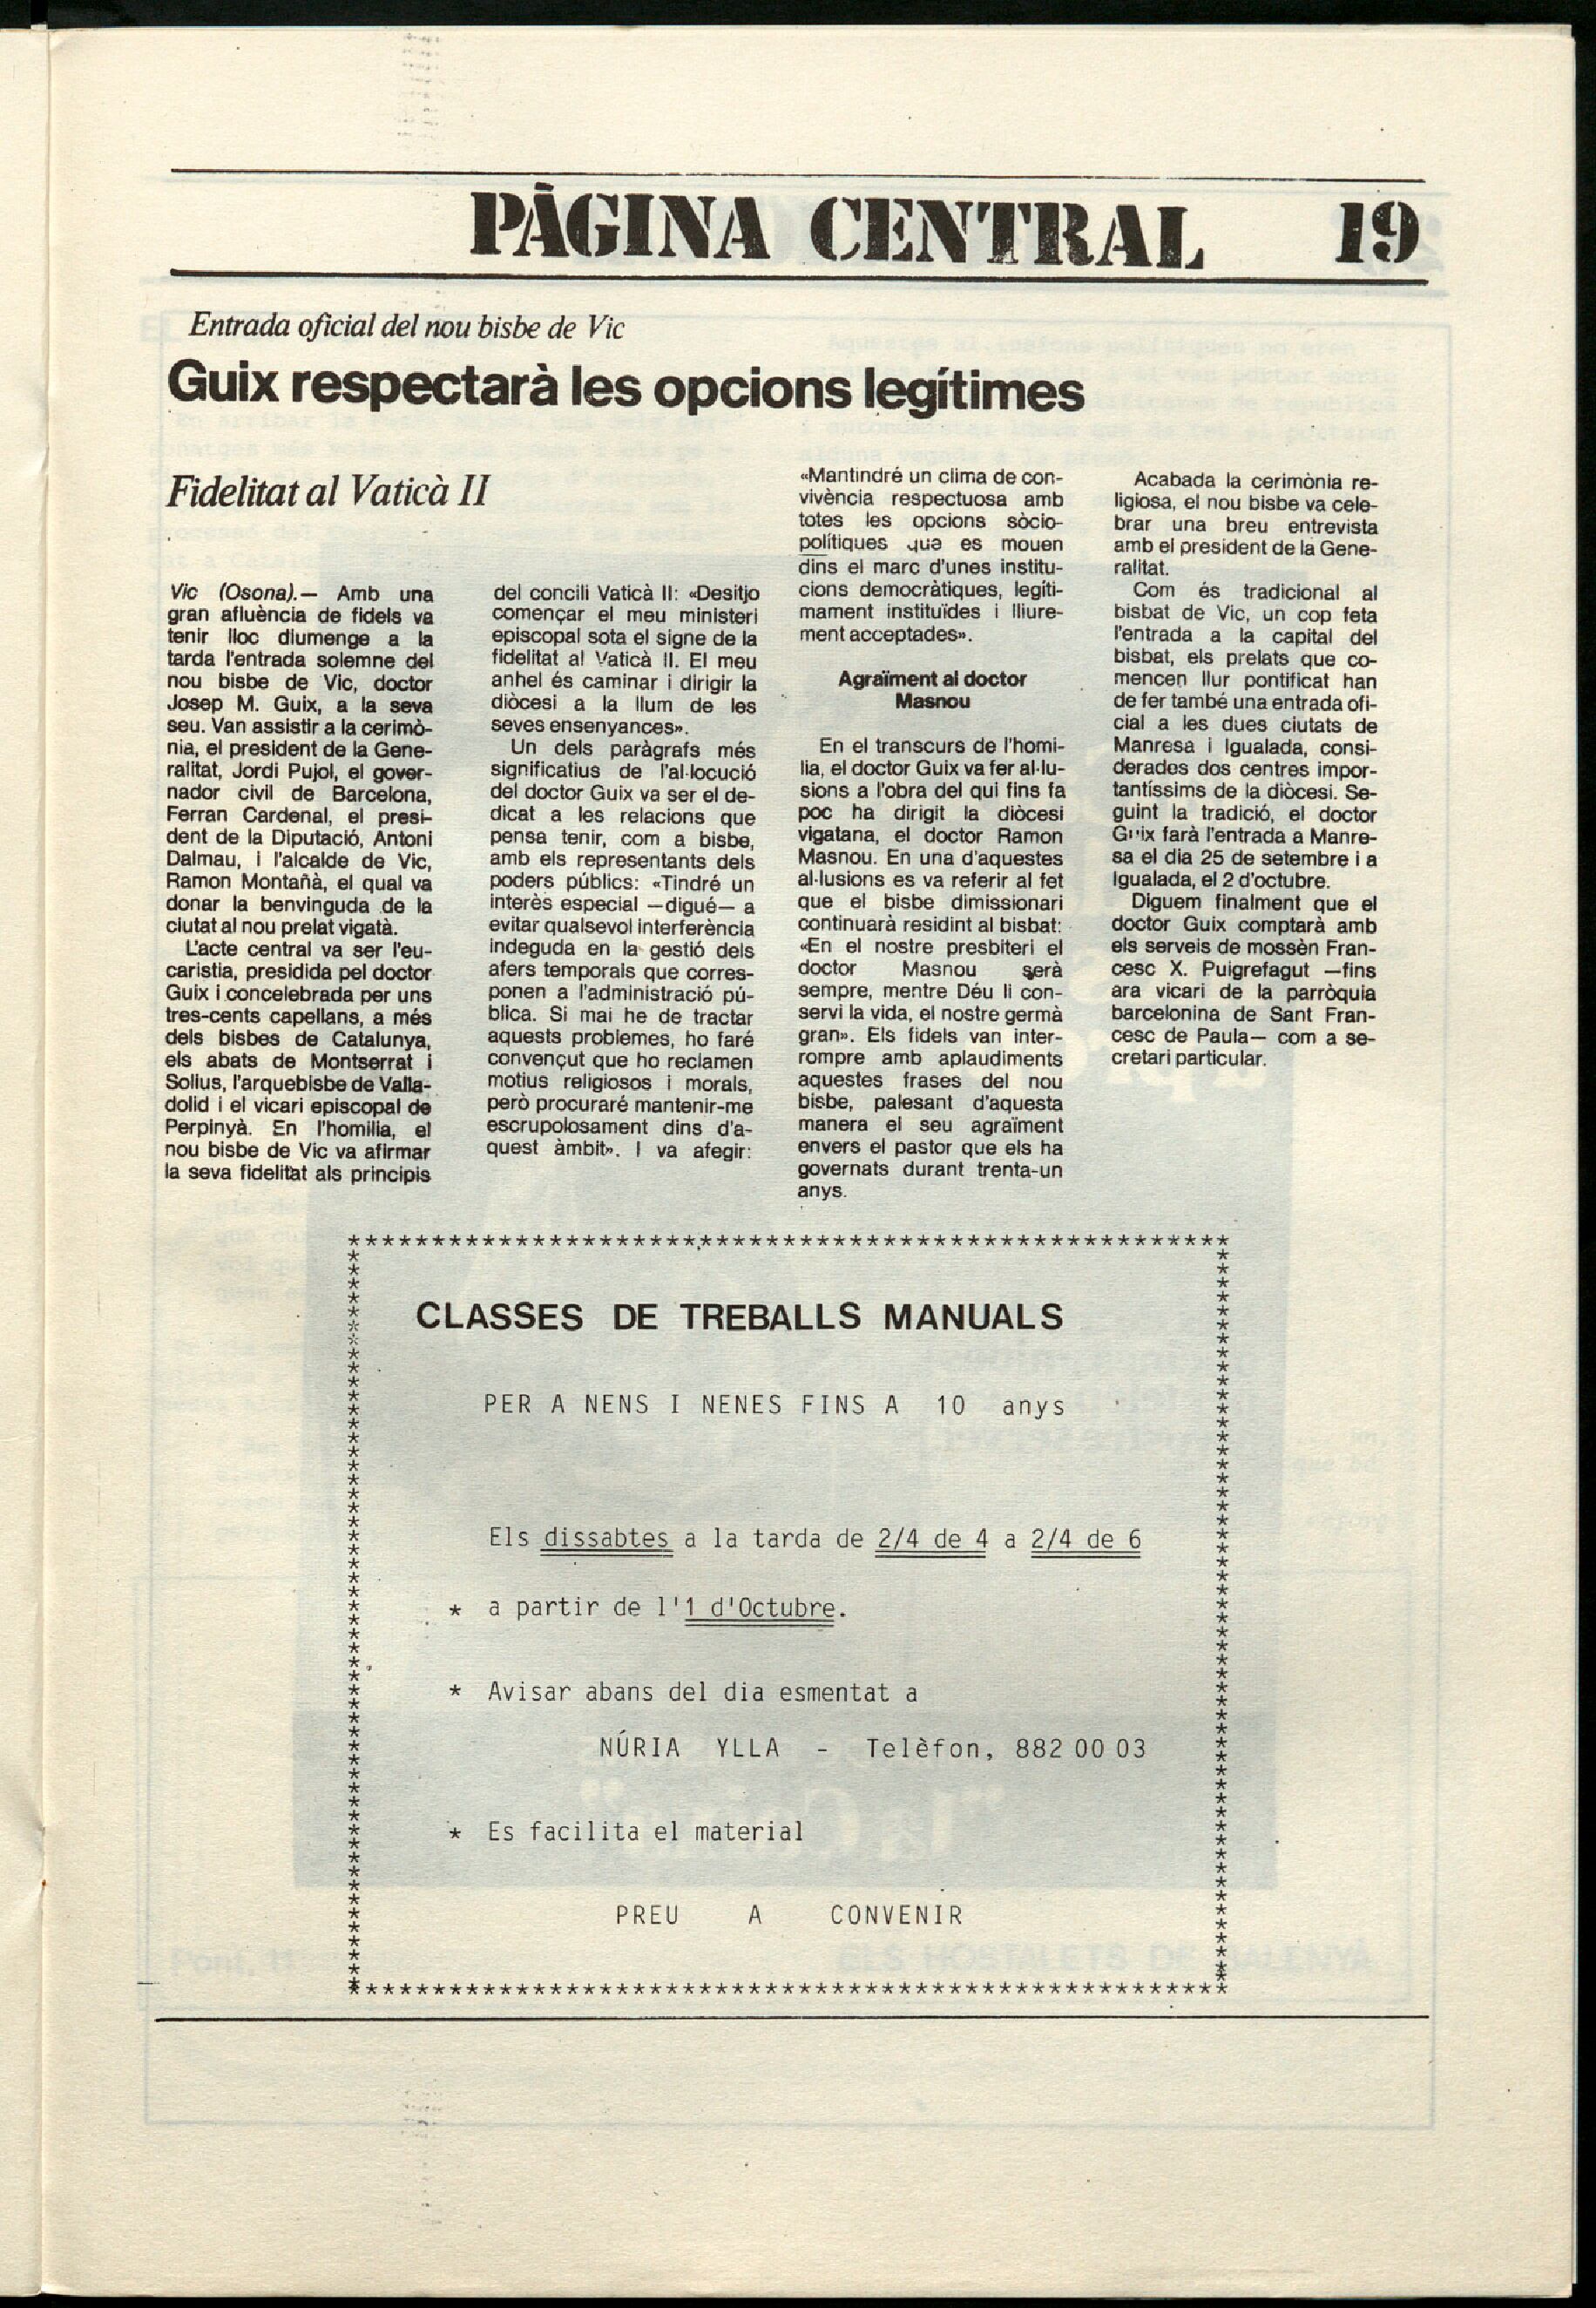 PÀGINA CENTRAL 19
Entrada oficial del nou bisbe de Vic
Guix respectarà les opcions legítimes
Fidelitat al Vaticà II
Vic (Osona).— Amb una
gran afluència de fidels va
tenir lloc diumenge a la
tarda l'entrada solemne del
nou bisbe de Vic, doctor
Josep M. Guix, a la seva
seu. Van assistir a la cerimò-
nia, el president de la Gene-
ralitat, Jordi Pujol, el gover-
nador civil de Barcelona,
Ferran Cardenal, el presi-
dent de la Diputació, Antoni
Dalmau, i l'alcalde de Vic,
Ramon Montañà, el qual va
donar la benvinguda de la
ciutat al nou prelat vigatà.
L'acte central va ser l'eu-
caristia, presidida pel doctor
Guix i concelebrada per uns
tres-cents capellans, a més
dels bisbes de Catalunya,
els abats de Montserrat i
Solius, l'arquebisbe de Valla-
dolid i el vicari episcopal de
Perpinyà. En l'homilia, el
nou bisbe de Vic va afirmar
la seva fidelitat als principis
del concili Vaticà II: «Desitjo
començar el meu ministeri
episcopal sota el signe de la
fidelitat al Vaticà II. El meu
anhel és caminar i dirigir la
diòcesi a la llum de les
seves ensenyances».
Un dels paràgrafs més
significatius de l'al·locució
del doctor Guix va ser el de-
dicat a les relacions que
pensa tenir, com a bisbe,
amb els representants dels
poders públics: «Tindré un
interès especial —digué— a
evitar qualsevol interferència
indeguda en la gestió dels
afers temporals que corres-
ponen a l'administració pú-
blica. Si mai he de tractar
aquests problemes, ho faré
convençut que ho reclamen
motius religiosos i morals,
però procuraré mantenir-me
escrupolosament dins d'a-
quest àmbit». I va afegir:
«Mantindré un clima de con-
vivència respectuosa amb
totes les opcions sòcio-
polítiques que es mouen
dins el marc d'unes institu-
cions democràtiques, legíti-
mament instituïdes i lliure-
ment acceptades».
Agraïment al doctor
Masnou
En el transcurs de l'homi-
lia, el doctor Guix va fer al·lu-
sions a l'obra del qui fins fa
poc ha dirigit la diòcesi
vigatana, el doctor Ramon
Masnou. En una d'aquestes
al·lusions es va referir al fet
que el bisbe dimissionari
continuarà residint al bisbat:
«En el nostre presbiteri el
doctor Masnou serà
sempre, mentre Déu li con-
servi la vida, el nostre germà
gran». Els fidels van inter-
rompre amb aplaudiments
aquestes frases del nou
bisbe, palesant d'aquesta
manera el seu agraïment
envers el pastor que els ha
governats durant trenta-un
anys.
Acabada la cerimònia re-
ligiosa, el nou bisbe va cele-
brar una breu entrevista
amb el president de la Gene-
ralitat.
Com és tradicional al
bisbat de Vic, un cop feta
l'entrada a la capital del
bisbat, els prelats que co-
mencen llur pontificat han
de fer també una entrada ofi-
cial a les dues ciutats de
Manresa i Igualada, consi-
derades dos centres impor-
tantíssims de la diòcesi. Se-
guint la tradició, el doctor
Guix farà l'entrada a Manre-
sa el dia 25 de setembre i a
Igualada, el 2 d'octubre.
Diguem finalment que el
doctor Guix comptarà amb
els serveis de mossèn Fran-
cesc X. Puigrefagut —fins
ara vicari de la parròquia
barcelonina de Sant Fran-
cesc de Paula— com a se-
cretari particular.
CLASSES DE TREBALLS MANUALS
PER A NENS I NENES FINS A 10 anys
Els dissabtes a la tarda de 2/4 de 4 a 2/4 de 6
* a partir de l'1 d'Octubre.
* Avisar abans del dia esmentat a
NÚRIA YLLA - Telèfon, 882 00 03
* Es facilita el material
PREU A CONVENIR